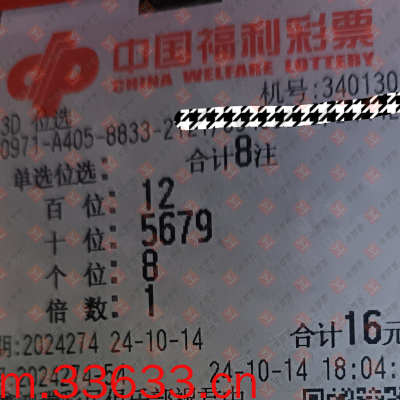 中国福利彩票
CHINA WELFARE LOTTERY
机号:340130
3D 位选
0971-A405-8833-
合计8注
单选位选:
百 位: 12
十 位: 5679
个 位: 8
倍 数: 1
期:2024274 24-10-14
合计16元
24-10-14 18:04:
m.33633.cn